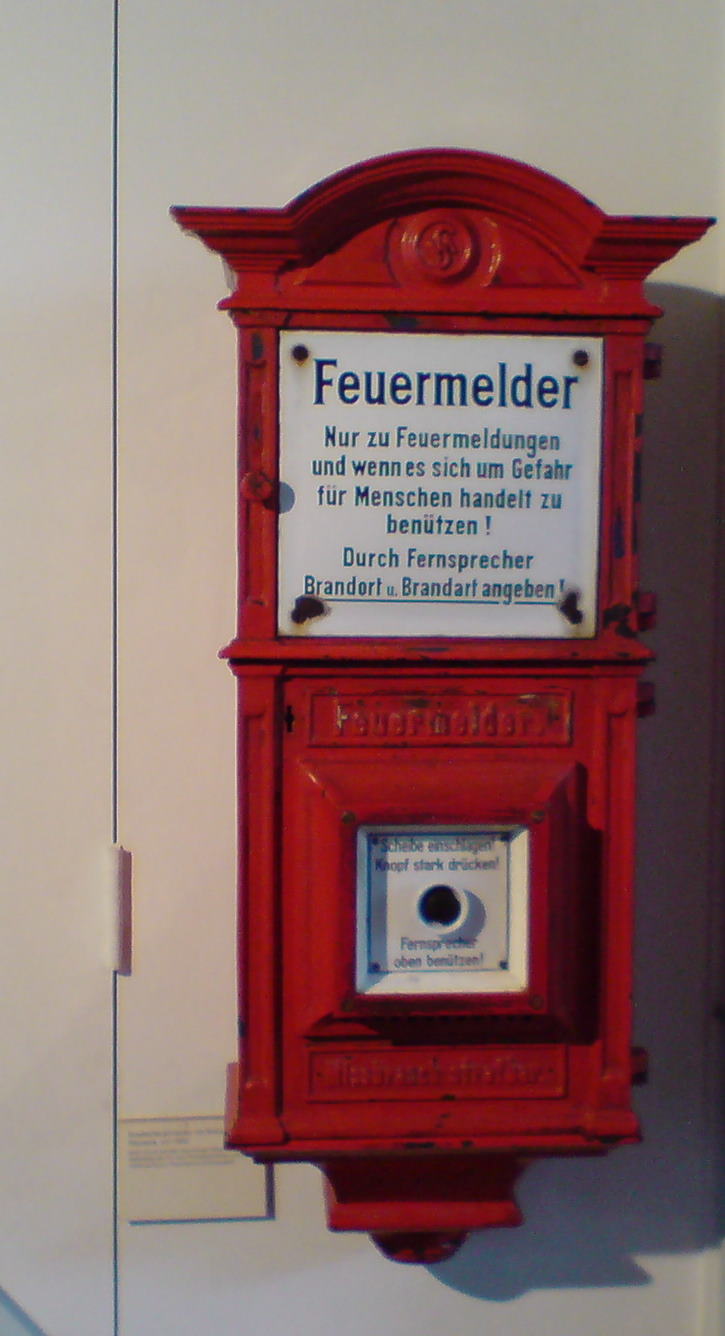 Feuermelder
Nur zu Feuermeldungen
und wenn es sich um Gefahr
für Menschen handelt zu
benützen !
Durch Fernsprecher
Brandort u. Brandart angeben!
Scheibe einschlagen!
Knopf stark drücken!
Fernsprecher
oben benützen!